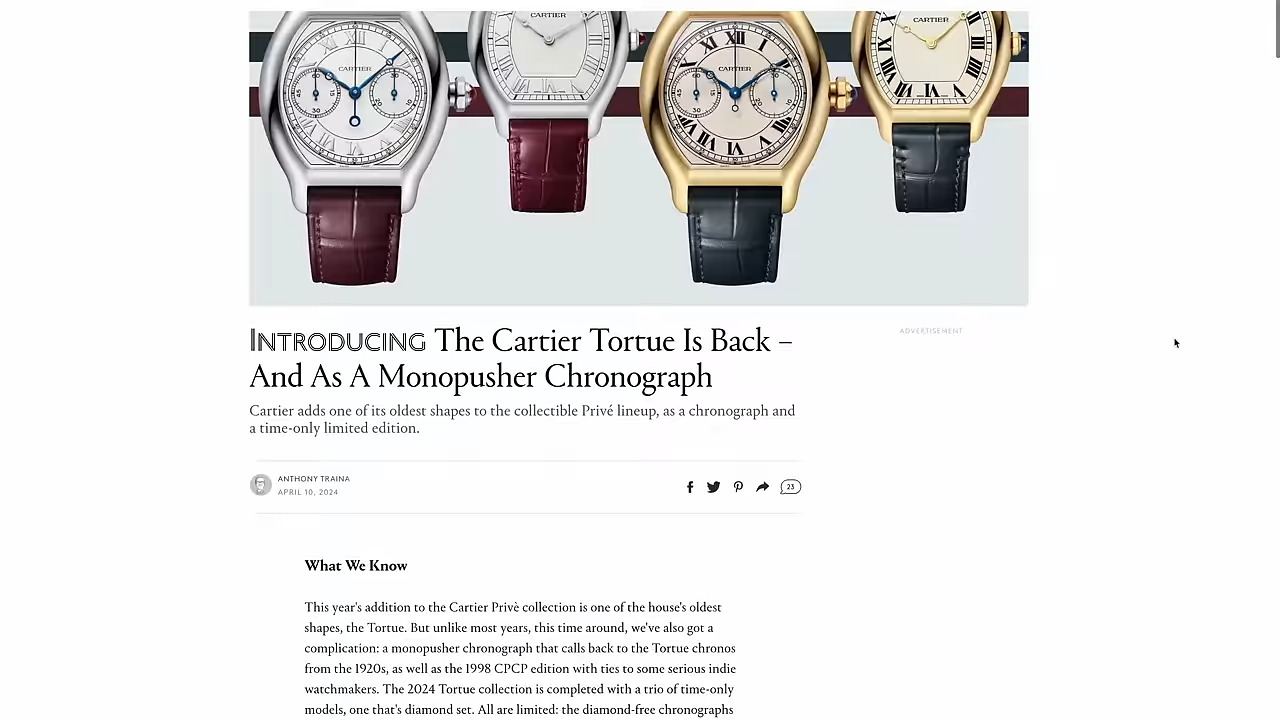 CARTIER
CARTIER
CARTIER
CARTIER
INTRODUCING The Cartier Tortue Is Back –
And As A Monopusher Chronograph
ADVERTISEMENT
Cartier adds one of its oldest shapes to the collectible Privé lineup, as a chronograph and
a time-only limited edition.
ANTHONY TRAINA
APRIL 10, 2024
23
What We Know
This year's addition to the Cartier Privè collection is one of the house's oldest
shapes, the Tortue. But unlike most years, this time around, we've also got a
complication: a monopusher chronograph that calls back to the Tortue chronos
from the 1920s, as well as the 1998 CPCP edition with ties to some serious indie
watchmakers. The 2024 Tortue collection is completed with a trio of time-only
models, one that's diamond set. All are limited: the diamond-free chronographs